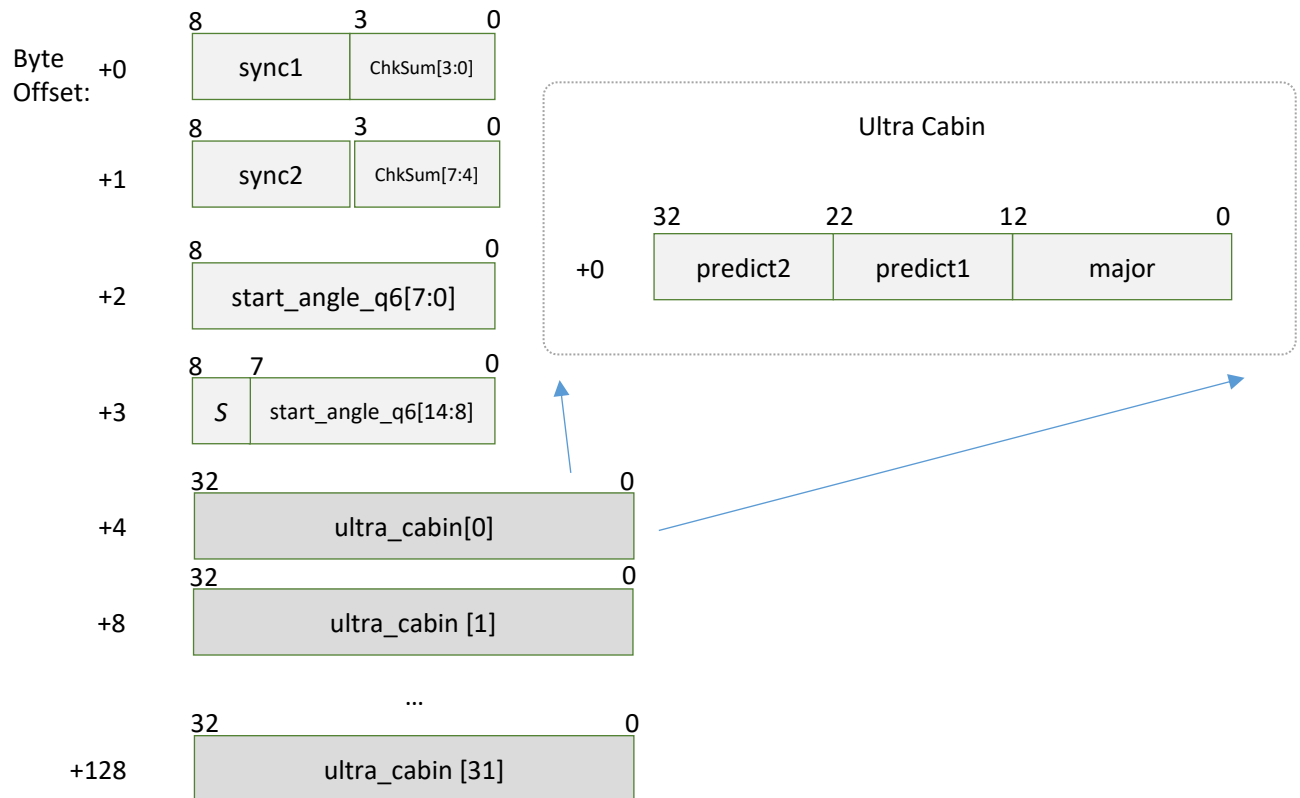 8 3 0
Byte
Offset:
+0 sync1 ChkSum[3:0]
8 3 0
+1 sync2 ChkSum[7:4]
8 0
+2 start_angle_q6[7:0]
8 7 0
+3 S start_angle_q6[14:8]
32 0
+4 ultra_cabin[0]
32 0
+8 ultra_cabin [1]
...
32 0
+128 ultra_cabin [31]
Ultra Cabin
32 22 12 0
+0 predict2 predict1 major